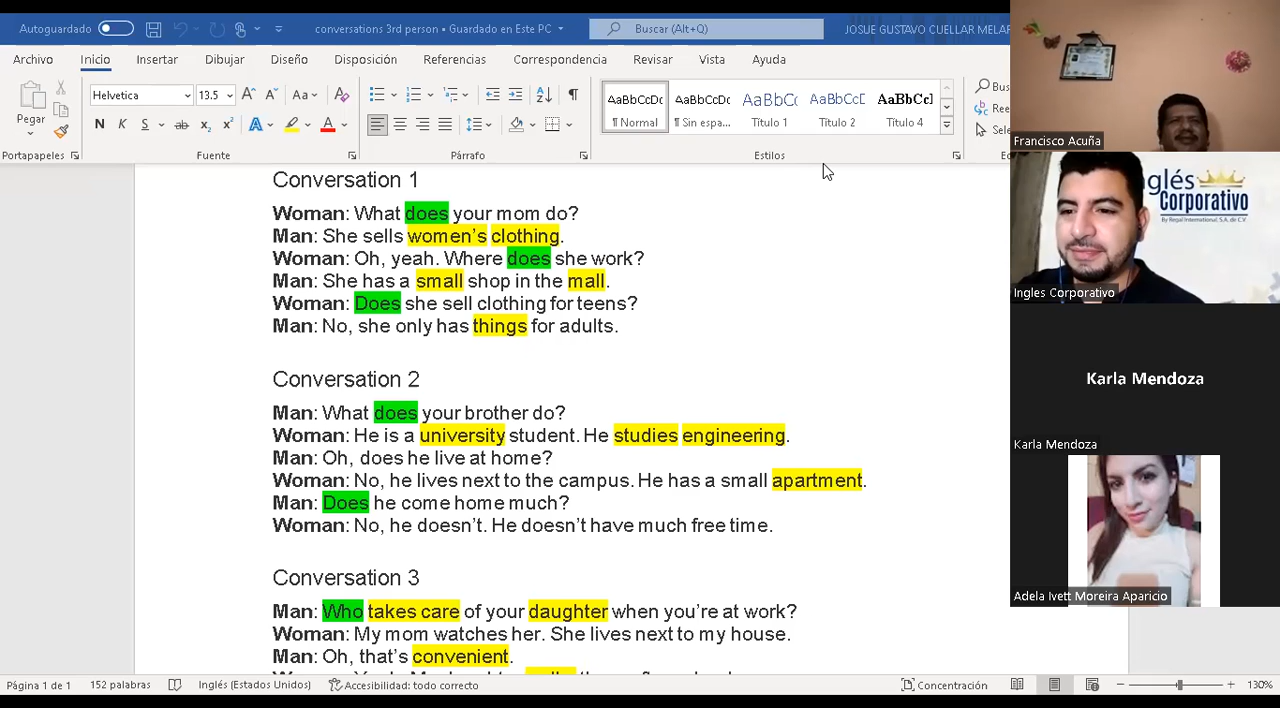 Autoguardado
conversations 3rd person • Guardado en Este PC
Buscar (Alt+Q)
JOSUE GUSTAVO CUELLAR
Archivo Inicio Insertar Dibujar Diseño Disposición Referencias Correspondencia Revisar Vista Ayuda
Pegar
Helvetica 13.5
Aa
N K S ab x₂ x² A A
AaBbCcDc AaBbCcDc AaBbC AaBbCcD AaBbCc
¶ Normal ¶ Sin espa... Título 1 Título 2 Título 4
Portapapeles Fuente Párrafo Estilos
Conversation 1
Woman: What does your mom do?
Man: She sells women's clothing.
Woman: Oh, yeah. Where does she work?
Man: She has a small shop in the mall.
Woman: Does she sell clothing for teens?
Man: No, she only has things for adults.
Conversation 2
Man: What does your brother do?
Woman: He is a university student. He studies engineering.
Man: Oh, does he live at home?
Woman: No, he lives next to the campus. He has a small apartment.
Man: Does he come home much?
Woman: No, he doesn't. He doesn't have much free time.
Conversation 3
Man: Who takes care of your daughter when you're at work?
Woman: My mom watches her. She lives next to my house.
Man: Oh, that's convenient.
Página 1 de 1 152 palabras Inglés (Estados Unidos) Accesibilidad: todo correcto Concentración 130%
Francisco Acuña
Inglés
Corporativo
By Regal International, S.A. de C.V.
Ingles Corporativo
Karla Mendoza
Karla Mendoza
Adela Ivett Moreira Aparicio